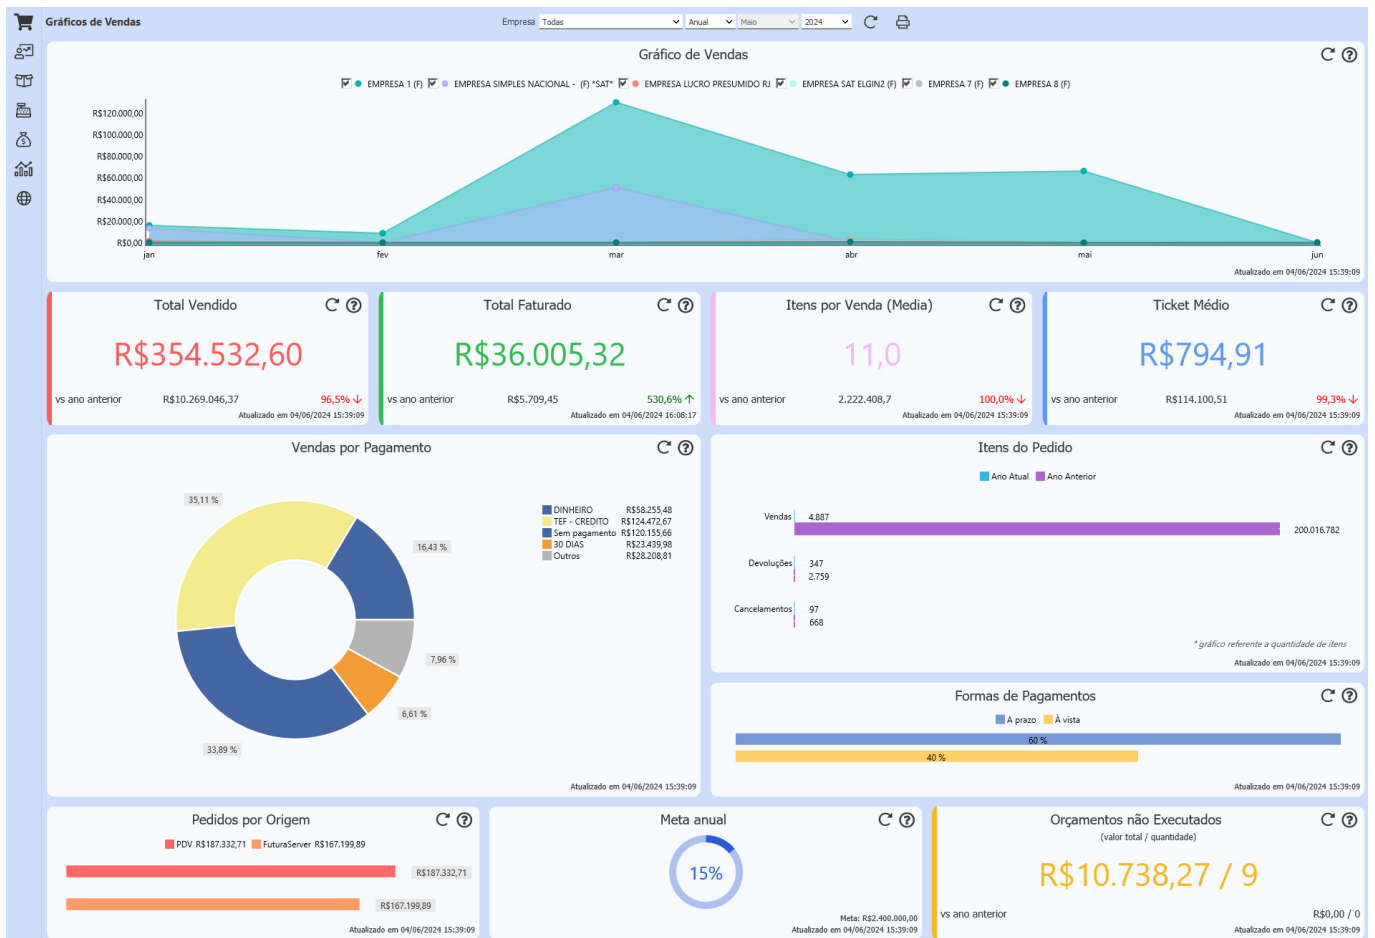 Gráficos de Vendas
Empresa Todas Anual Maio 2024
Gráfico de Vendas
EMPRESA 1 (F) EMPRESA SIMPLES NACIONAL - (F) *SAT* EMPRESA LUCRO PRESUMIDO RJ EMPRESA SAT ELGIN2 (F) EMPRESA 7 (F) EMPRESA 8 (F)
R$120.000,00
R$100.000,00
R$80.000,00
R$60.000,00
R$40.000,00
R$20.000,00
R$0,00
jan fev mar abr mai jun
Atualizado em 04/06/2024 15:39:09
Total Vendido
R$354.532,60
vs ano anterior R$10.269.046,37 96,5%
Atualizado em 04/06/2024 15:39:09
Total Faturado
R$36.005,32
vs ano anterior R$5.709,45 530,6%
Atualizado em 04/06/2024 16:08:17
Itens por Venda (Media)
11,0
vs ano anterior 2.222.408,7 100,0%
Atualizado em 04/06/2024 15:39:09
Ticket Médio
R$794,91
vs ano anterior R$114.100,51 99,3%
Atualizado em 04/06/2024 15:39:09
Vendas por Pagamento
35,11 %
16,43 %
7,96 %
6,61 %
33,89 %
DINHEIRO R$58.255,48
TEF - CREDITO R$124.472,67
Sem pagamento R$120.155,66
30 DIAS R$23.439,98
Outros R$28.208,81
Atualizado em 04/06/2024 15:39:09
Itens do Pedido
Ano Atual Ano Anterior
Vendas 4.887
200.016.782
Devoluções 347
2.759
Cancelamentos 97
668
* gráfico referente a quantidade de itens
Atualizado em 04/06/2024 15:39:09
Formas de Pagamentos
A prazo À vista
60 %
40 %
Atualizado em 04/06/2024 15:39:09
Pedidos por Origem
PDV R$187.332,71 FuturaServer R$167.199,89
R$187.332,71
R$167.199,89
Atualizado em 04/06/2024 15:39:09
Meta anual
15%
Meta: R$2.400.000,00
Atualizado em 04/06/2024 15:39:09
Orçamentos não Executados
(valor total / quantidade)
R$10.738,27 / 9
vs ano anterior R$0,00 / 0
Atualizado em 04/06/2024 15:39:09